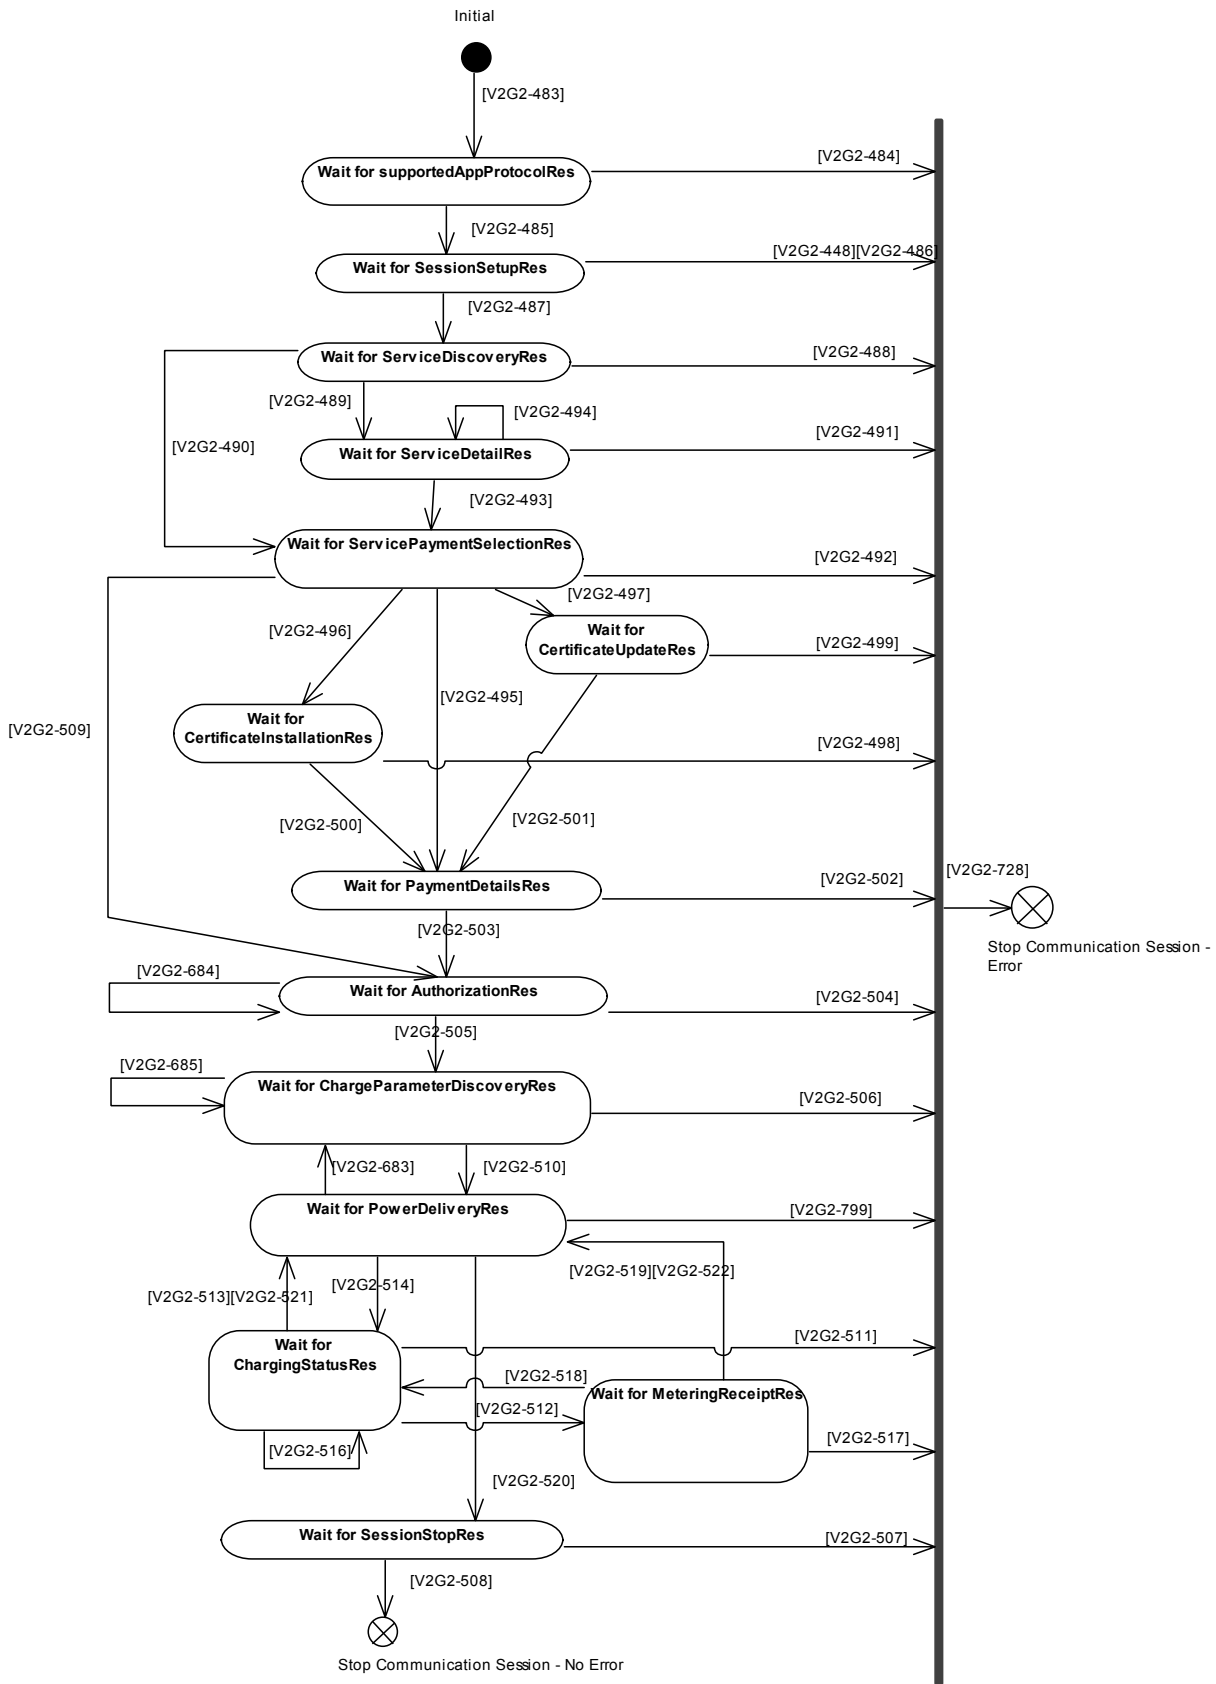 Initial
[V2G2-483]
Wait for supportedAppProtocolRes
[V2G2-484]
[V2G2-485]
Wait for SessionSetupRes
[V2G2-448][V2G2-486]
[V2G2-487]
Wait for ServiceDiscoveryRes
[V2G2-488]
[V2G2-489]
[V2G2-494]
[V2G2-490]
Wait for ServiceDetailRes
[V2G2-491]
[V2G2-493]
Wait for ServicePaymentSelectionRes
[V2G2-492]
[V2G2-497]
[V2G2-496]
Wait for
CertificateUpdateRes
[V2G2-499]
[V2G2-495]
[V2G2-509]
Wait for
CertificateInstallationRes
[V2G2-498]
[V2G2-500]
[V2G2-501]
Wait for PaymentDetailsRes
[V2G2-502]
[V2G2-728]
Stop Communication Session -
Error
[V2G2-503]
[V2G2-684]
Wait for AuthorizationRes
[V2G2-504]
[V2G2-505]
[V2G2-685]
Wait for ChargeParameterDiscoveryRes
[V2G2-506]
[V2G2-683]
[V2G2-510]
Wait for PowerDeliveryRes
[V2G2-799]
[V2G2-519][V2G2-522]
[V2G2-514]
[V2G2-513][V2G2-521]
Wait for
ChargingStatusRes
[V2G2-511]
[V2G2-518]
Wait for MeteringReceiptRes
[V2G2-512]
[V2G2-517]
[V2G2-516]
[V2G2-520]
Wait for SessionStopRes
[V2G2-507]
[V2G2-508]
Stop Communication Session - No Error